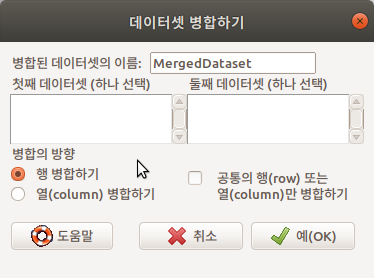 데이터셋 병합하기
병합된 데이터셋의 이름: MergedDataset
첫째 데이터셋 (하나 선택) 둘째 데이터셋 (하나 선택)
병합의 방향
행 병합하기
열(column) 병합하기
공통의 행(row) 또는
열(column)만 병합하기
도움말 취소 예(OK)